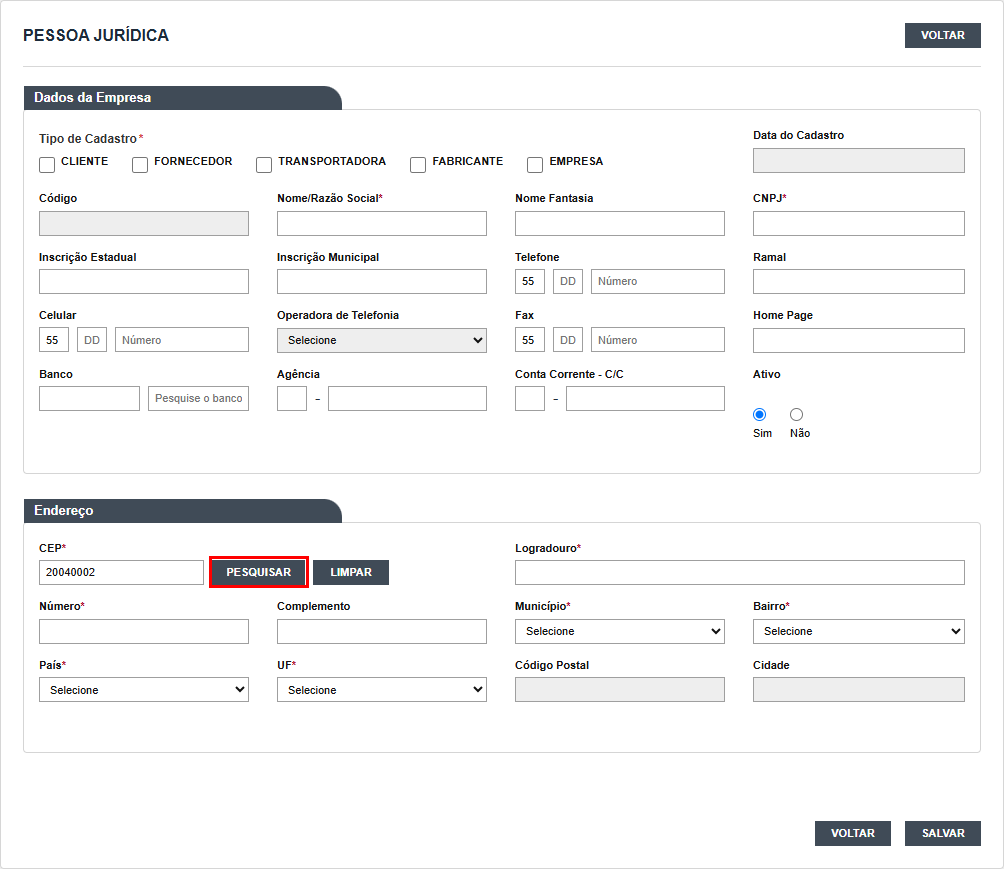 PESSOA JURÍDICA
VOLTAR
Dados da Empresa
Tipo de Cadastro*
Data do Cadastro
CLIENTE FORNECEDOR TRANSPORTADORA FABRICANTE EMPRESA
Código Nome/Razão Social* Nome Fantasia CNPJ*
Inscrição Estadual Inscrição Municipal Telefone Ramal
55 DD Número
Celular Operadora de Telefonia Fax Home Page
55 DD Número Selecione 55 DD Número
Banco Agência Conta Corrente - C/C Ativo
Pesquise o banco - -
Sim Não
Endereço
CEP* Logradouro*
20040002 PESQUISAR LIMPAR
Número* Complemento Município* Bairro*
Selecione Selecione
País* UF* Código Postal Cidade
Selecione Selecione
VOLTAR SALVAR